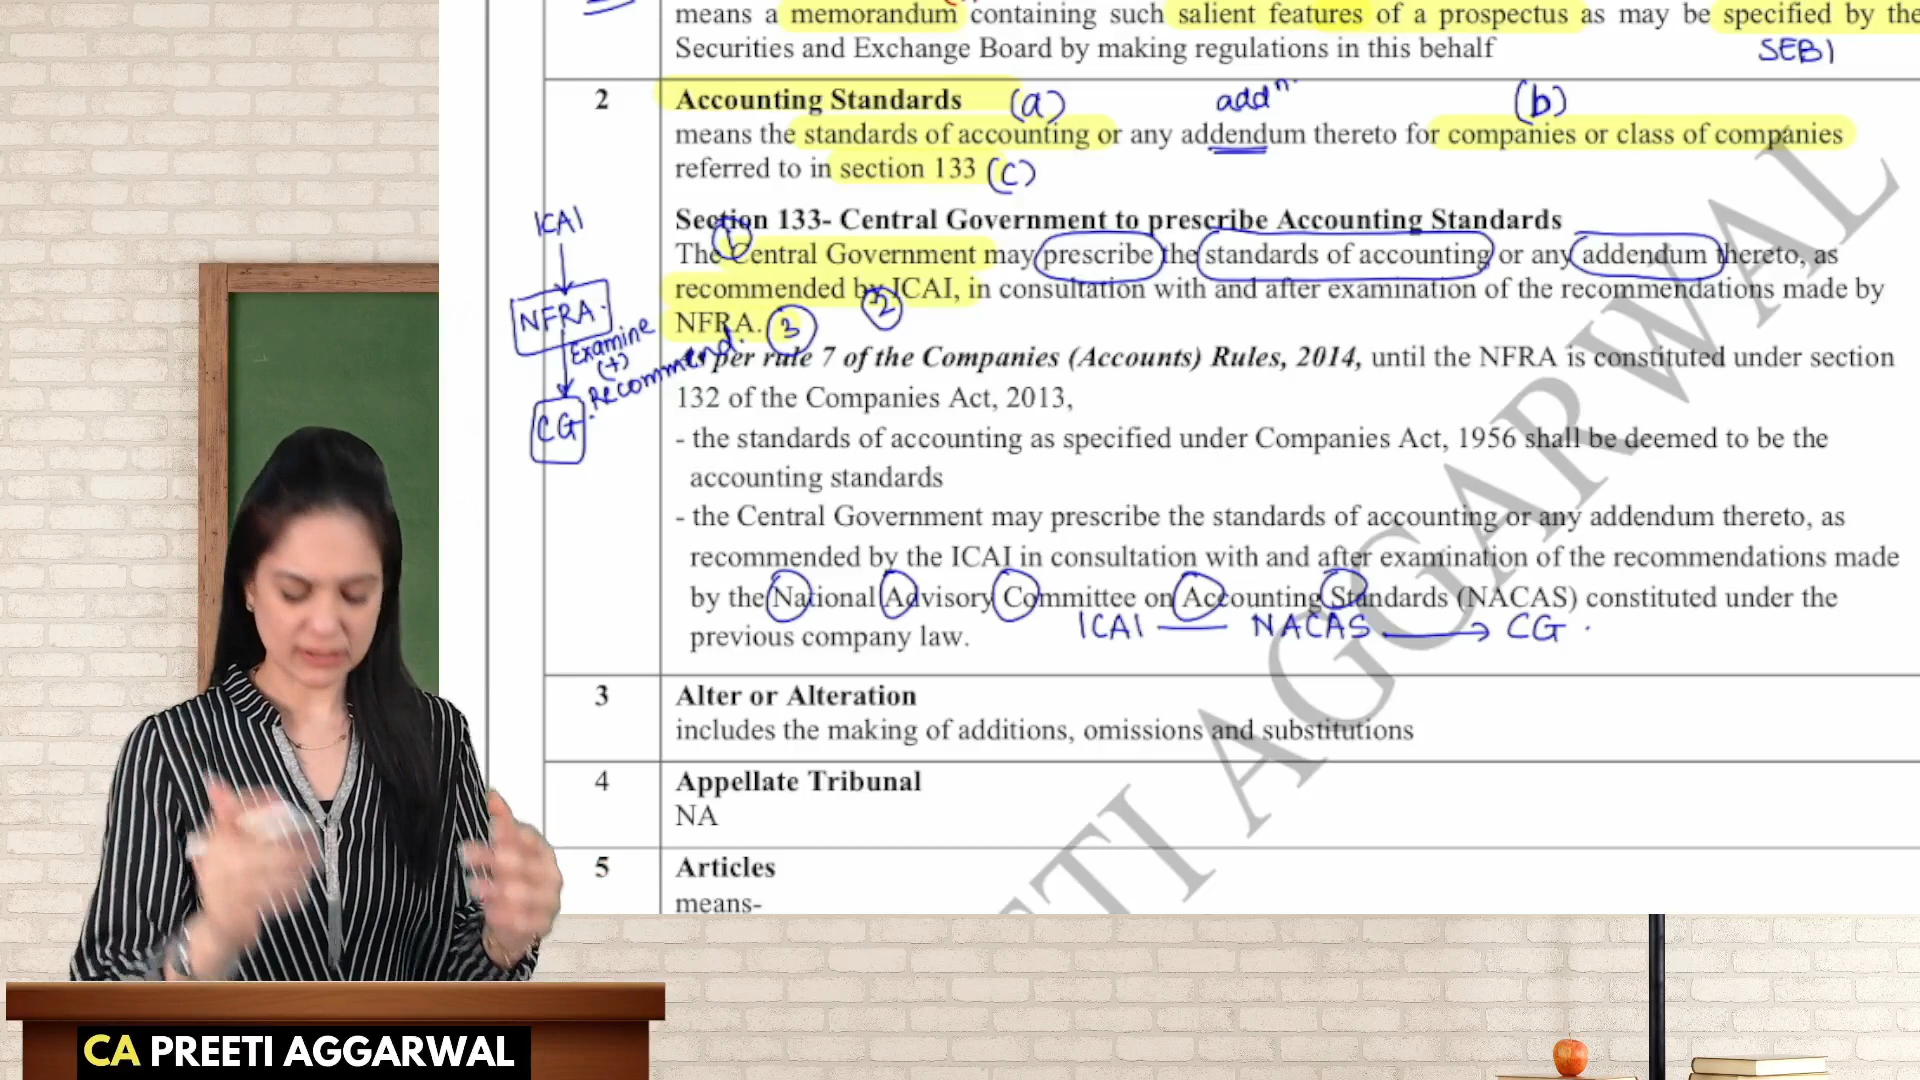 means a memorandum containing such salient features of a prospectus as may be specified by the
Securities and Exchange Board by making regulations in this behalf
SEBI
2
Accounting Standards (a) addn. (b)
means the standards of accounting or any addendum thereto for companies or class of companies
referred to in section 133 (c)
Section 133- Central Government to prescribe Accounting Standards
1
The Central Government may prescribe the standards of accounting or any addendum thereto, as
recommended by ICAI, in consultation with and after examination of the recommendations made by
2
NFRA. 3
ICAI
NFRA.
Examine
(+)
Recommend.
CG.
As per rule 7 of the Companies (Accounts) Rules, 2014, until the NFRA is constituted under section
132 of the Companies Act, 2013,
- the standards of accounting as specified under Companies Act, 1956 shall be deemed to be the
accounting standards
- the Central Government may prescribe the standards of accounting or any addendum thereto, as
recommended by the ICAI in consultation with and after examination of the recommendations made
by the National Advisory Committee on Accounting Standards (NACAS) constituted under the
previous company law.
ICAI NACAS CG.
3
Alter or Alteration
includes the making of additions, omissions and substitutions
4
Appellate Tribunal
NA
5
Articles
means-
ETI AGGARWAL
CA PREETI AGGARWAL